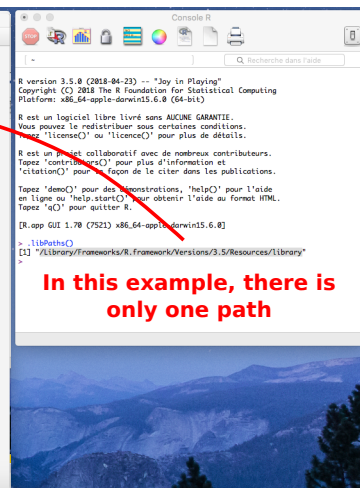 Console R
Recherche dans l'aide
R version 3.5.0 (2018-04-23) -- "Joy in Playing"
Copyright (C) 2018 The R Foundation for Statistical Computing
Platform: x86_64-apple-darwin15.6.0 (64-bit)
R est un logiciel libre livré sans AUCUNE GARANTIE.
Vous pouvez le redistribuer sous certaines conditions.
Tapez 'license()' ou 'licence()' pour plus de détails.
R est un projet collaboratif avec de nombreux contributeurs.
Tapez 'contributors()' pour plus d'information et
'citation()' pour la façon de le citer dans les publications.
Tapez 'demo()' pour des démonstrations, 'help()' pour l'aide
en ligne ou 'help.start()' pour obtenir l'aide au format HTML.
Tapez 'q()' pour quitter R.
[R.app GUI 1.70 (7521) x86_64-apple-darwin15.6.0]
> .libPaths()
[1] "/Library/Frameworks/R.framework/Versions/3.5/Resources/library"
>
In this example, there is
only one path